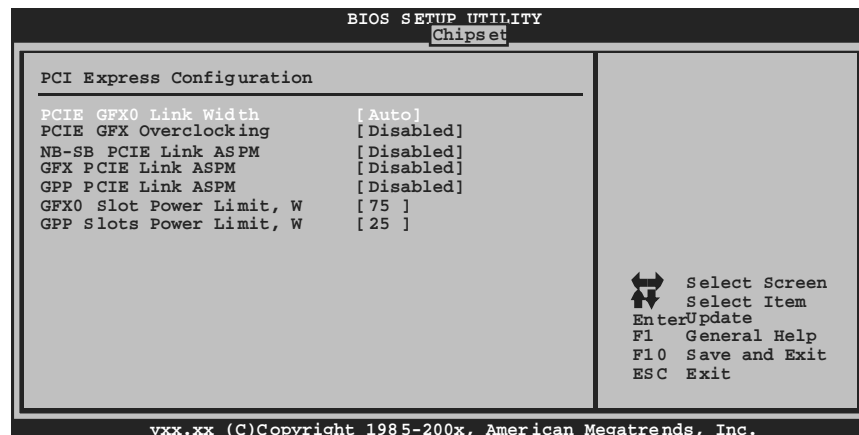 BIOS SETUP UTILITY
Chipset
PCI Express Configuration
PCIE GFX0 Link Width [Auto]
PCIE GFX Overclocking [Disabled]
NB-SB PCIE Link ASPM [Disabled]
GFX PCIE Link ASPM [Disabled]
GPP PCIE Link ASPM [Disabled]
GFX0 Slot Power Limit, W [75 ]
GPP Slots Power Limit, W [25 ]
Select Screen
Select Item
Enter Update
F1 General Help
F10 Save and Exit
ESC Exit
vxx.xx (C)Copyright 1985-200x, American Megatrends, Inc.